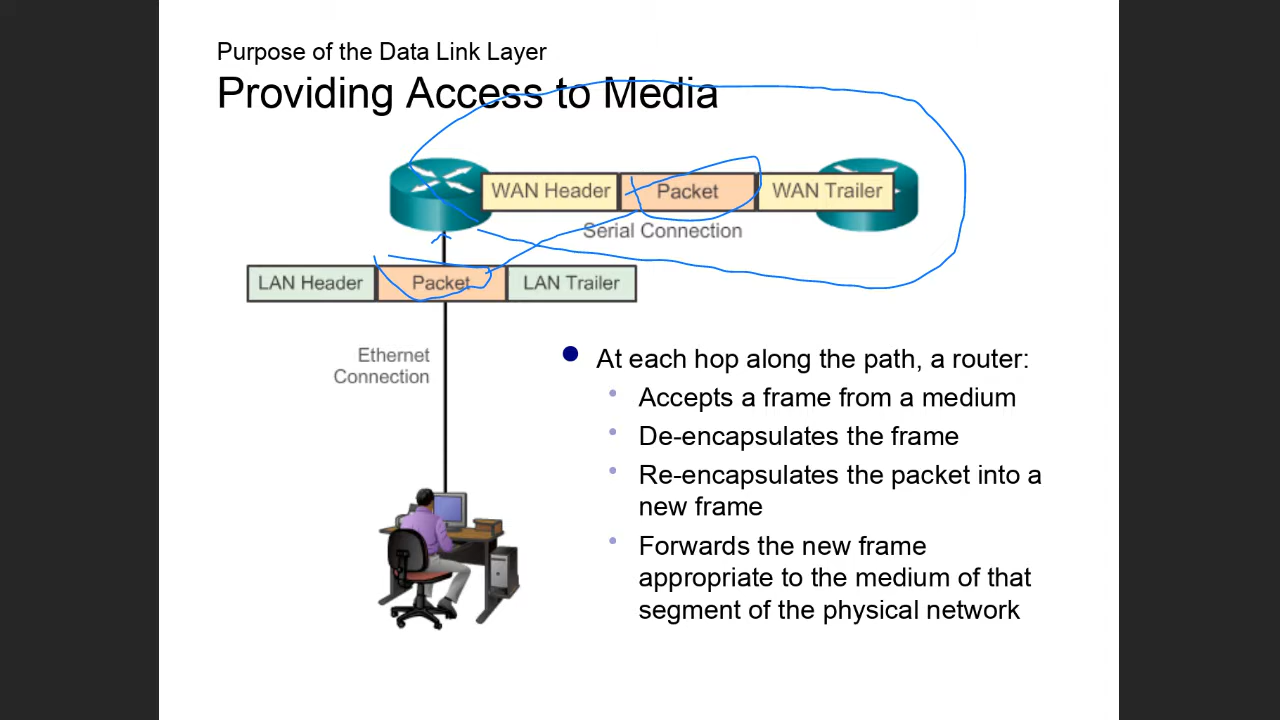 Purpose of the Data Link Layer
Providing Access to Media
WAN Header Packet WAN Trailer
Serial Connection
LAN Header Packet LAN Trailer
Ethernet
Connection
At each hop along the path, a router:
Accepts a frame from a medium
De-encapsulates the frame
Re-encapsulates the packet into a
new frame
Forwards the new frame
appropriate to the medium of that
segment of the physical network